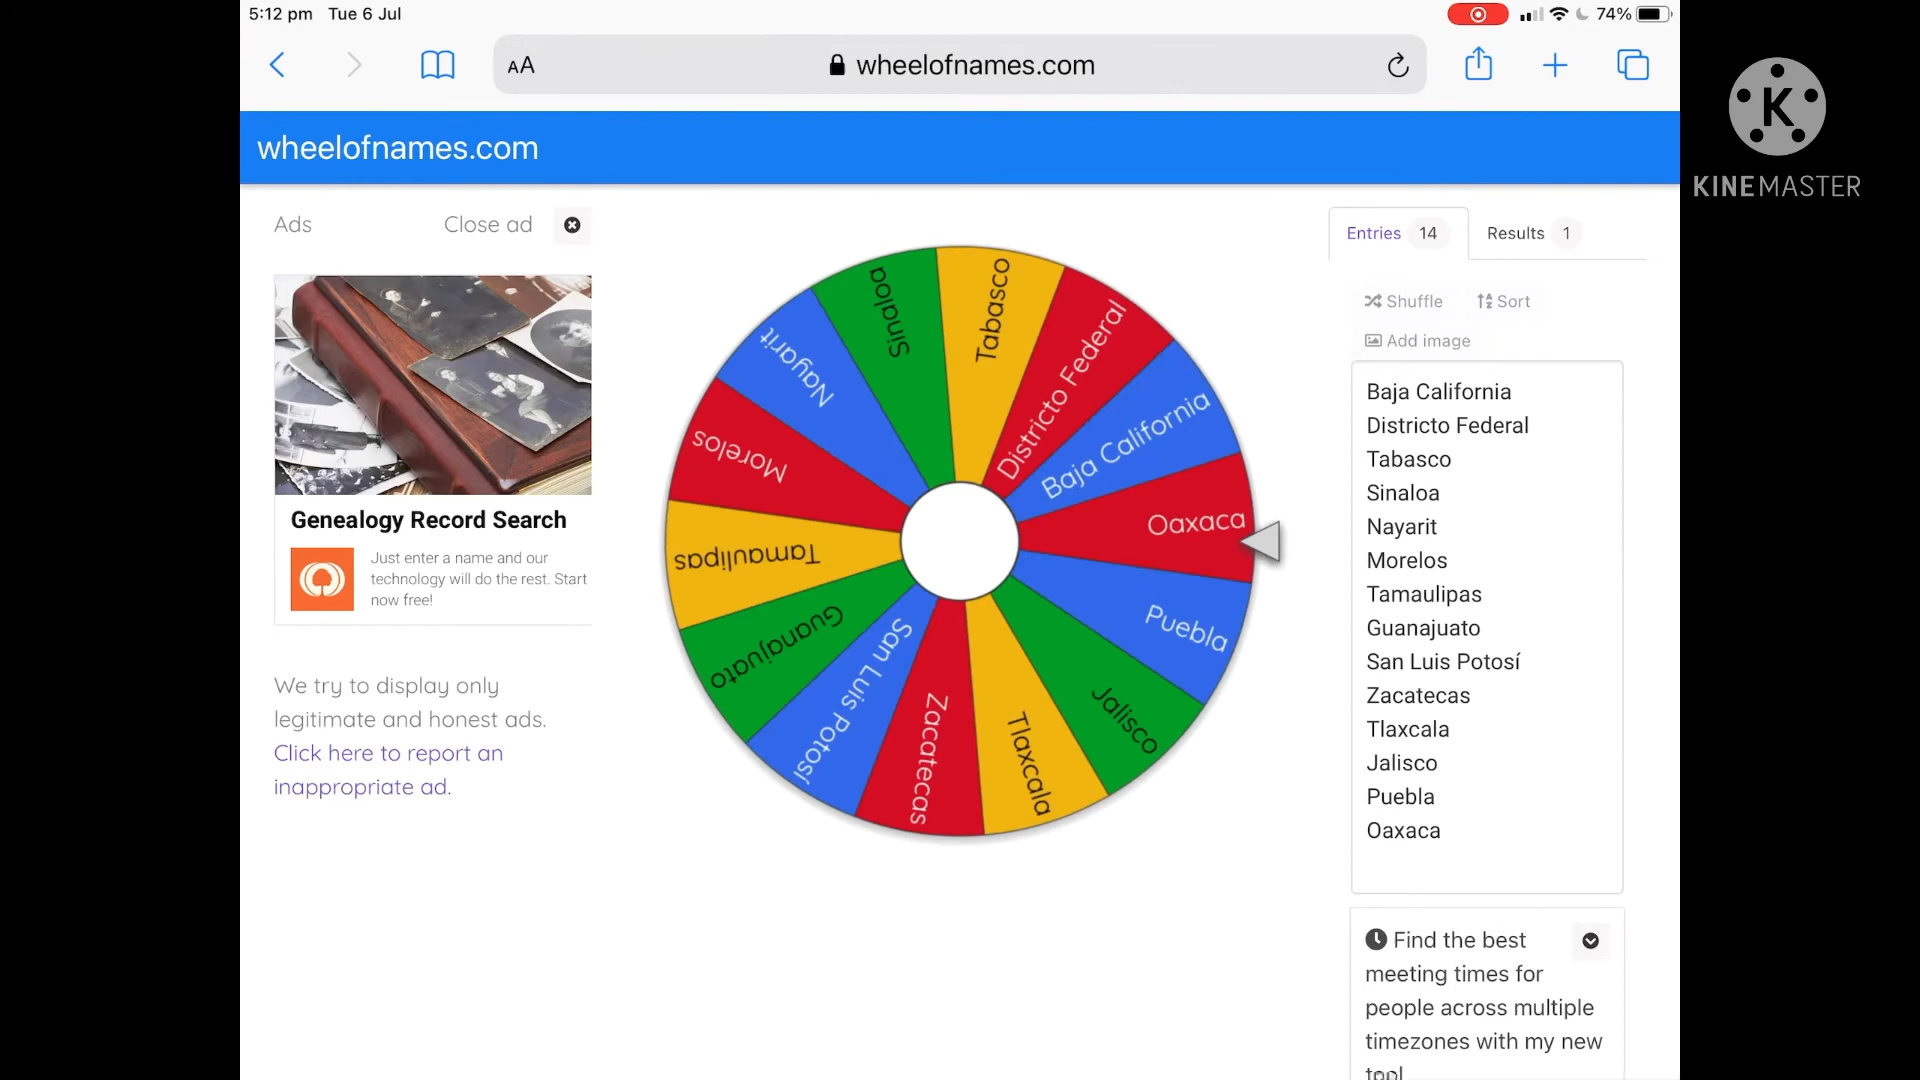 5:12 pm Tue 6 Jul
74%
AA
wheelofnames.com
KINEMASTER
wheelofnames.com
Ads
Close ad
Genealogy Record Search
Just enter a name and our
technology will do the rest. Start
now free!
We try to display only
legitimate and honest ads.
Click here to report an
inappropriate ad.
Tabasco
Districto Federal
Baja California
Oaxaca
Puebla
Jalisco
Tlaxcala
Zacatecas
San Luis Potosí
Guanajuato
Tamaulipas
Morelos
Nayarit
Sinaloa
Entries 14
Results 1
Shuffle
Sort
Add image
Baja California
Districto Federal
Tabasco
Sinaloa
Nayarit
Morelos
Tamaulipas
Guanajuato
San Luis Potosí
Zacatecas
Tlaxcala
Jalisco
Puebla
Oaxaca
Find the best
meeting times for
people across multiple
timezones with my new
tool